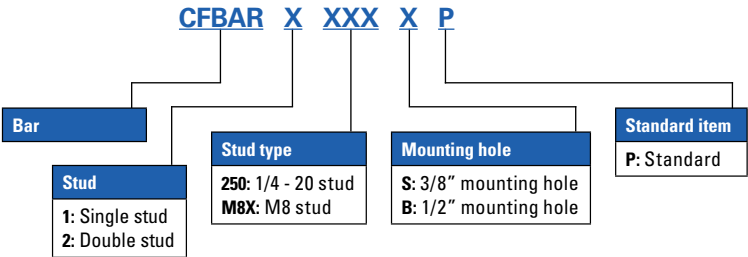 CFBAR X XXX X P
Bar
Stud
1: Single stud
2: Double stud
Stud type
250: 1/4 - 20 stud
M8X: M8 stud
Mounting hole
S: 3/8″ mounting hole
B: 1/2″ mounting hole
Standard item
P: Standard